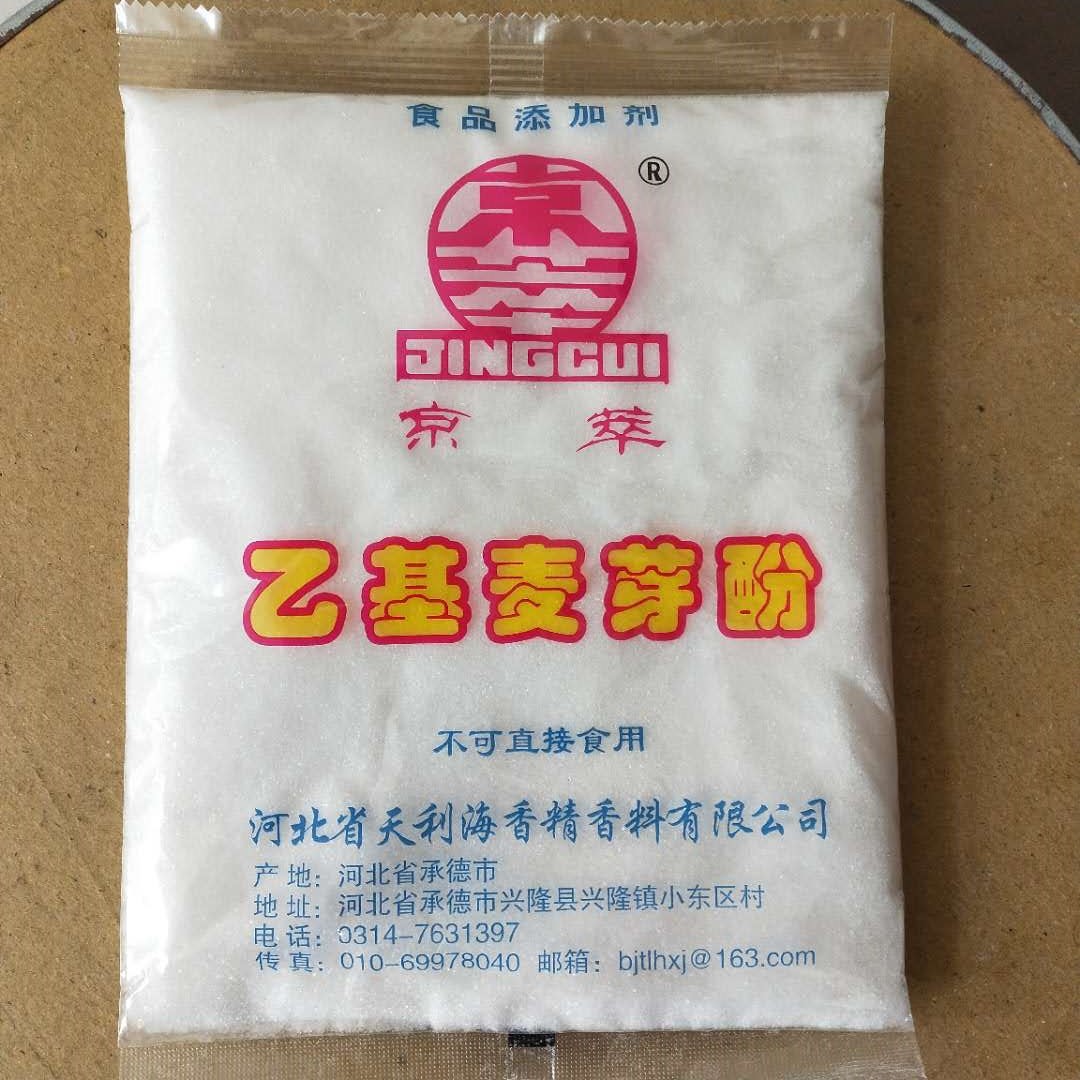 食品添加剂
京萃
®
JINGCUI
京萃
乙基麦芽酚
不可直接食用
河北省天利海香精香料有限公司
产地：河北省承德市
地址：河北省承德市兴隆县兴隆镇小东区村
电话：0314-7631397
传真：010-69978040 邮箱：bjtlhxj@163.com